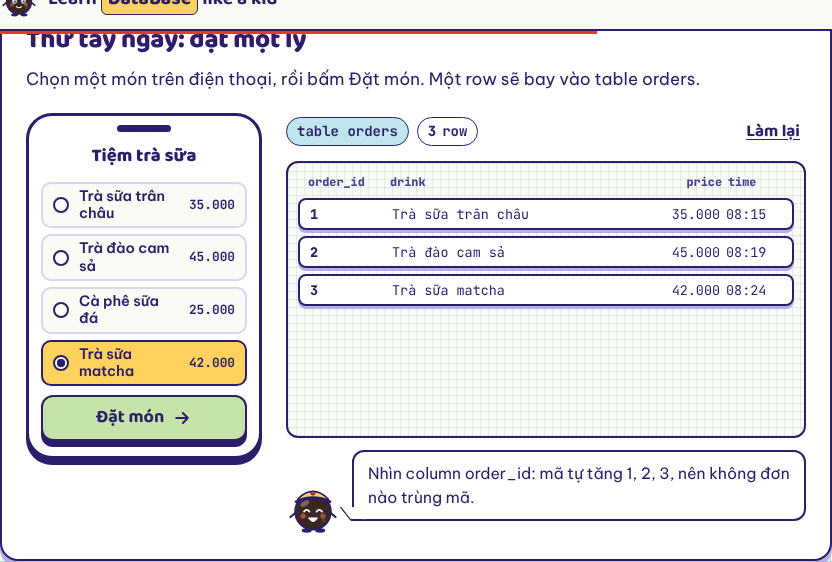 Learn DataBase like a kid
Thử tay ngay: đặt một ly
Chọn một món trên điện thoại, rồi bấm Đặt món. Một row sẽ bay vào table orders.
Tiệm trà sữa
Trà sữa trân
châu
35.000
Trà đào cam
sả
45.000
Cà phê sữa
đá
25.000
Trà sữa
matcha
42.000
Đặt món →
table orders
3 row
Làm lại
order_id drink price time
1 Trà sữa trân châu 35.000 08:15
2 Trà đào cam sả 45.000 08:19
3 Trà sữa matcha 42.000 08:24
Nhìn column order_id: mã tự tăng 1, 2, 3, nên không đơn
nào trùng mã.